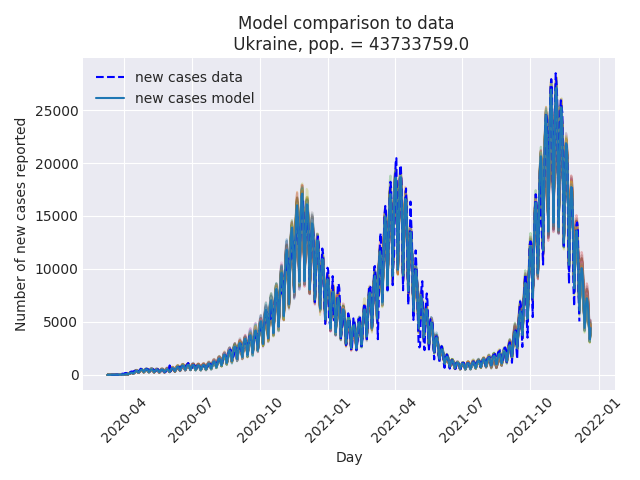 Model comparison to data
Ukraine, pop. = 43733759.0
new cases data
new cases model
Number of new cases reported
25000
20000
15000
10000
5000
0
2020-04
2020-07
2020-10
2021-01
2021-04
2021-07
2021-10
2022-01
Day